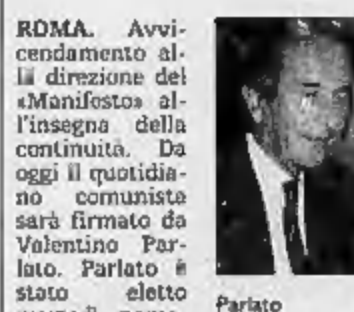 ROMA. Avvi-
cendamento al-
la direzione del
«Manifesto» al-
l'insegna della
continuita. Da
oggi il quotidia-
no comunista
sarà firmato da
Valentino Par-
lato. Parlato è
stato eletto
Parlato